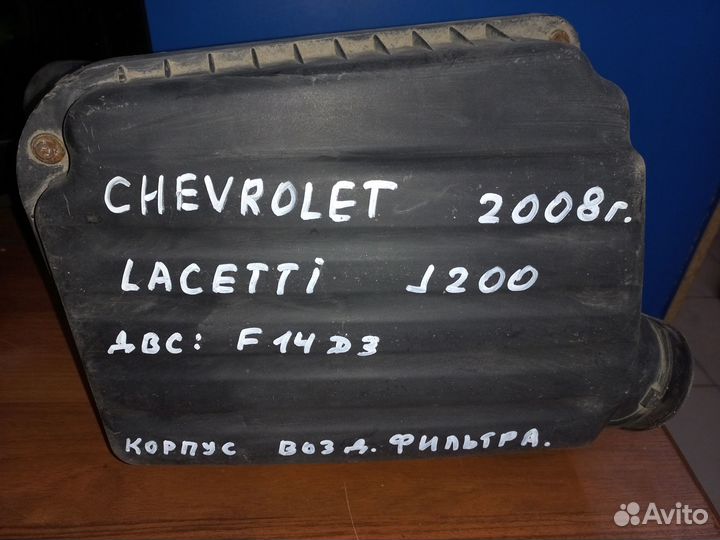 CHEVROLET 2008г.
LACETTi J200
ДВС: F14D3
КОРПУС ВОЗД. ФИЛЬТРА.
Avito